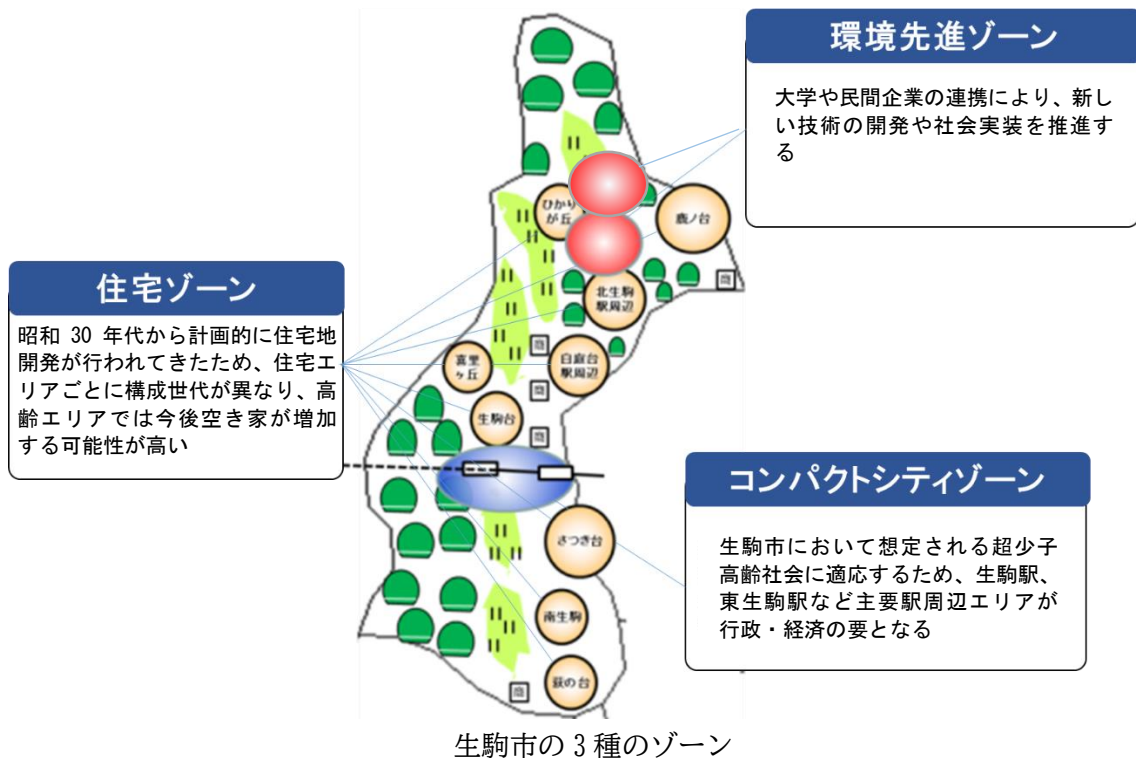 環境先進ゾーン
大学や民間企業の連携により、新し
い技術の開発や社会実装を推進す
る
ひかり
が丘
鹿ノ台
住宅ゾーン
昭和 30 年代から計画的に住宅地
開発が行われてきたため、住宅エ
リアごとに構成世代が異なり、高
齢エリアでは今後空き家が増加
する可能性が高い
商
北生駒
駅周辺
商
喜里
ヶ丘
白庭台
駅周辺
商
生駒台
商
コンパクトシティゾーン
生駒市において想定される超少子
高齢社会に適応するため、生駒駅、
東生駒駅など主要駅周辺エリアが
行政・経済の要となる
さつき台
南生駒
萩の台
商
生駒市の 3 種のゾーン